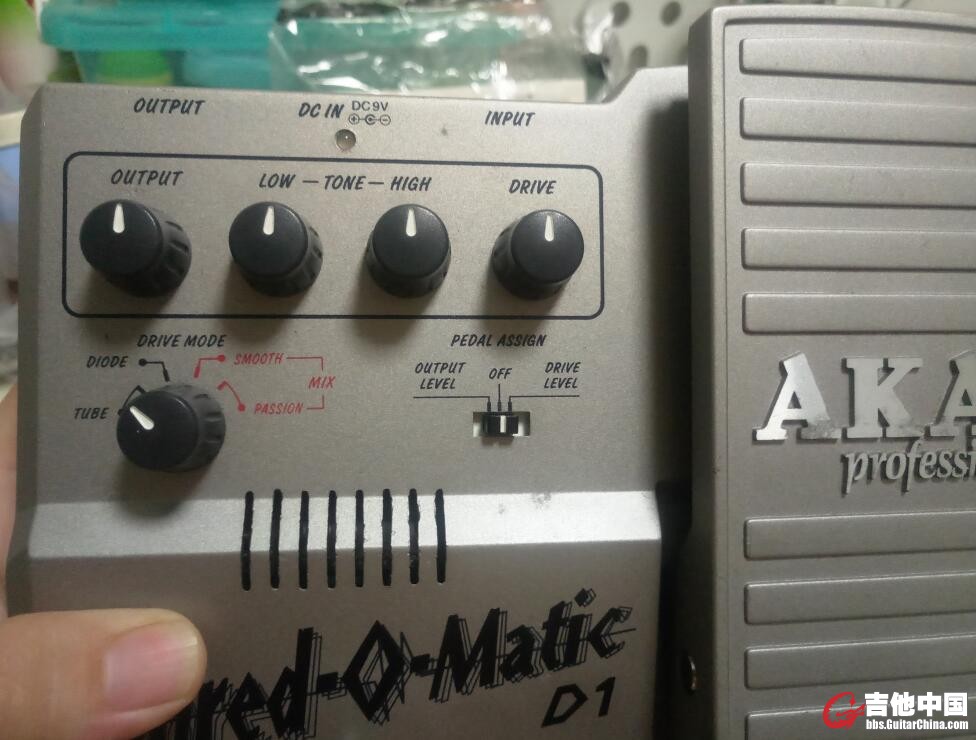 OUTPUT DC IN DC9V INPUT
OUTPUT LOW — TONE — HIGH DRIVE
DRIVE MODE
DIODE SMOOTH
MIX
TUBE PASSION
PEDAL ASSIGN
OUTPUT LEVEL OFF DRIVE LEVEL
AKA
professi
red-O-Matic
D1
吉他中国
bbs.GuitarChina.com